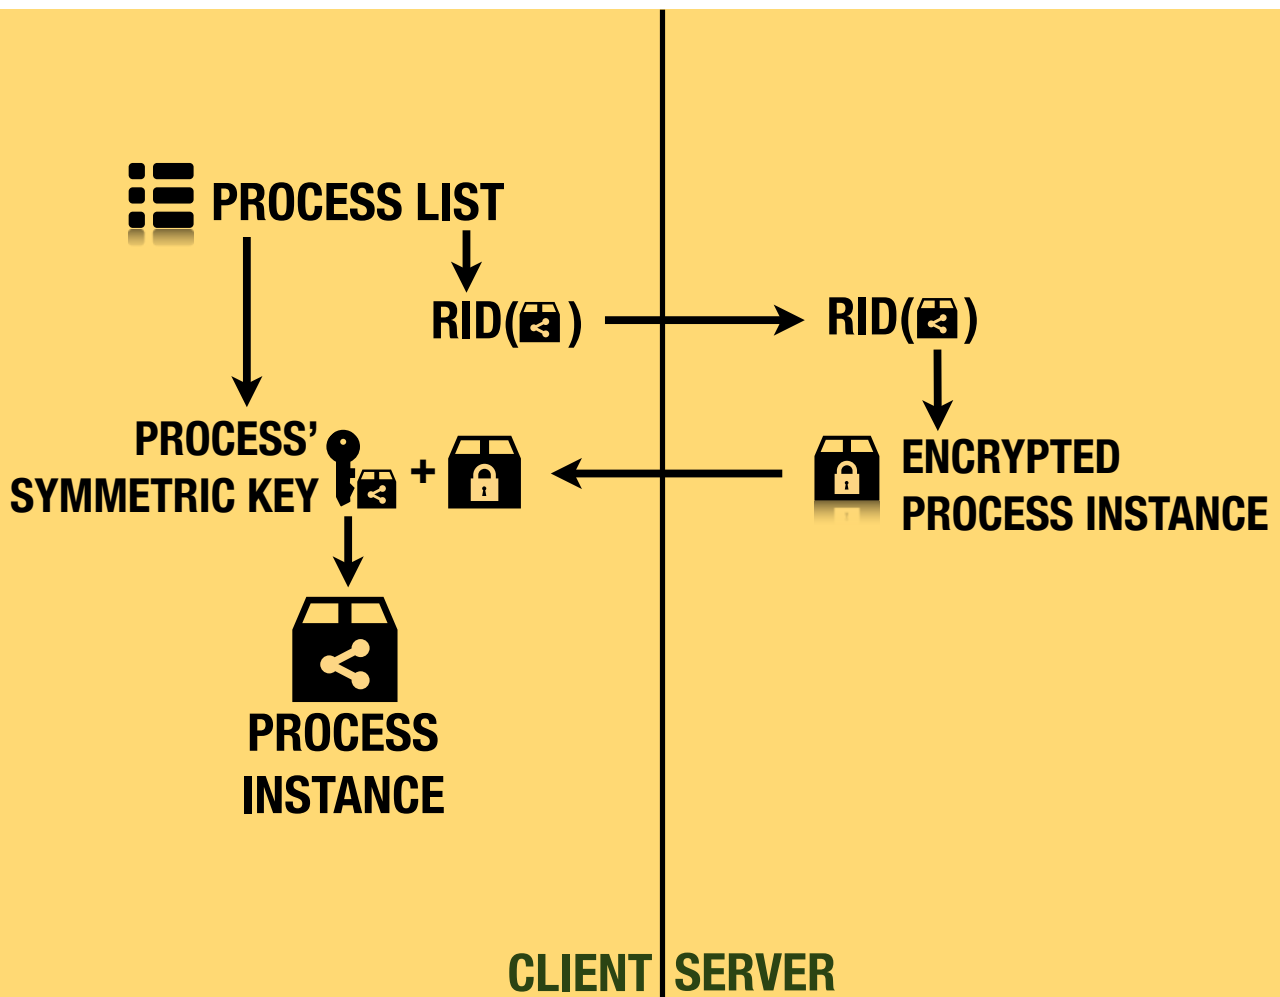 PROCESS LIST
RID( )
RID( )
PROCESS’
SYMMETRIC KEY
+
ENCRYPTED
PROCESS INSTANCE
PROCESS
INSTANCE
CLIENT
SERVER